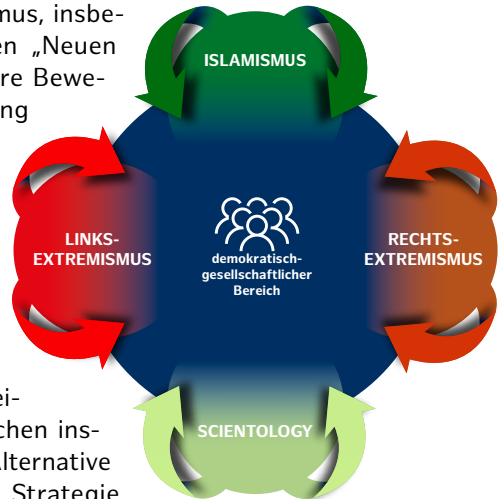 mus, insbe-
en „Neuen
re Bewe-
ng
ISLAMISMUS
LINKS-
EXTREMISMUS
demokratisch-
gesellschaftlicher
Bereich
RECHTS-
EXTREMISMUS
SCIENTOLOGY
ei-
chen ins-
Alternative
Strategie